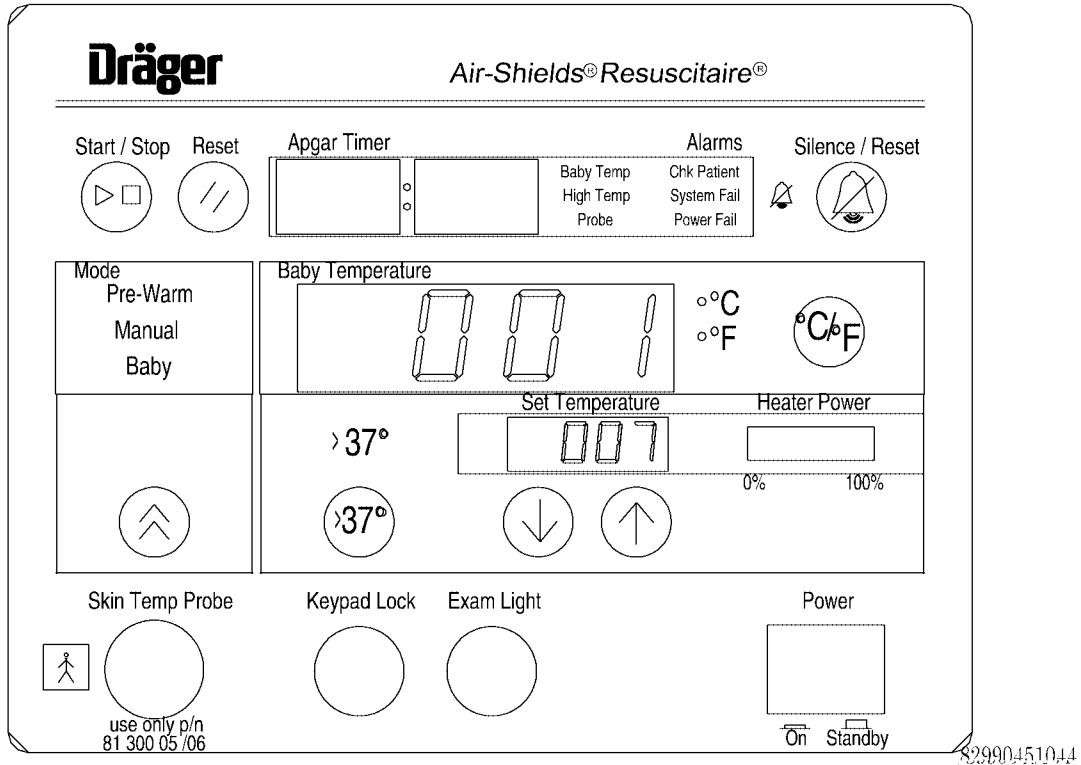 Dräger
Air-Shields® Resuscitaire®
Start / Stop Reset Apgar Timer Alarms Silence / Reset
Baby Temp Chk Patient
High Temp System Fail
Probe Power Fail
Mode
Pre-Warm
Manual
Baby
Baby Temperature
001
°C
°F
°C/°F
Set Temperature Heater Power
>37°
007
0% 100%
>37°
Skin Temp Probe Keypad Lock Exam Light Power
use only p/n
81 300 05 /06
On Standby
82990451044